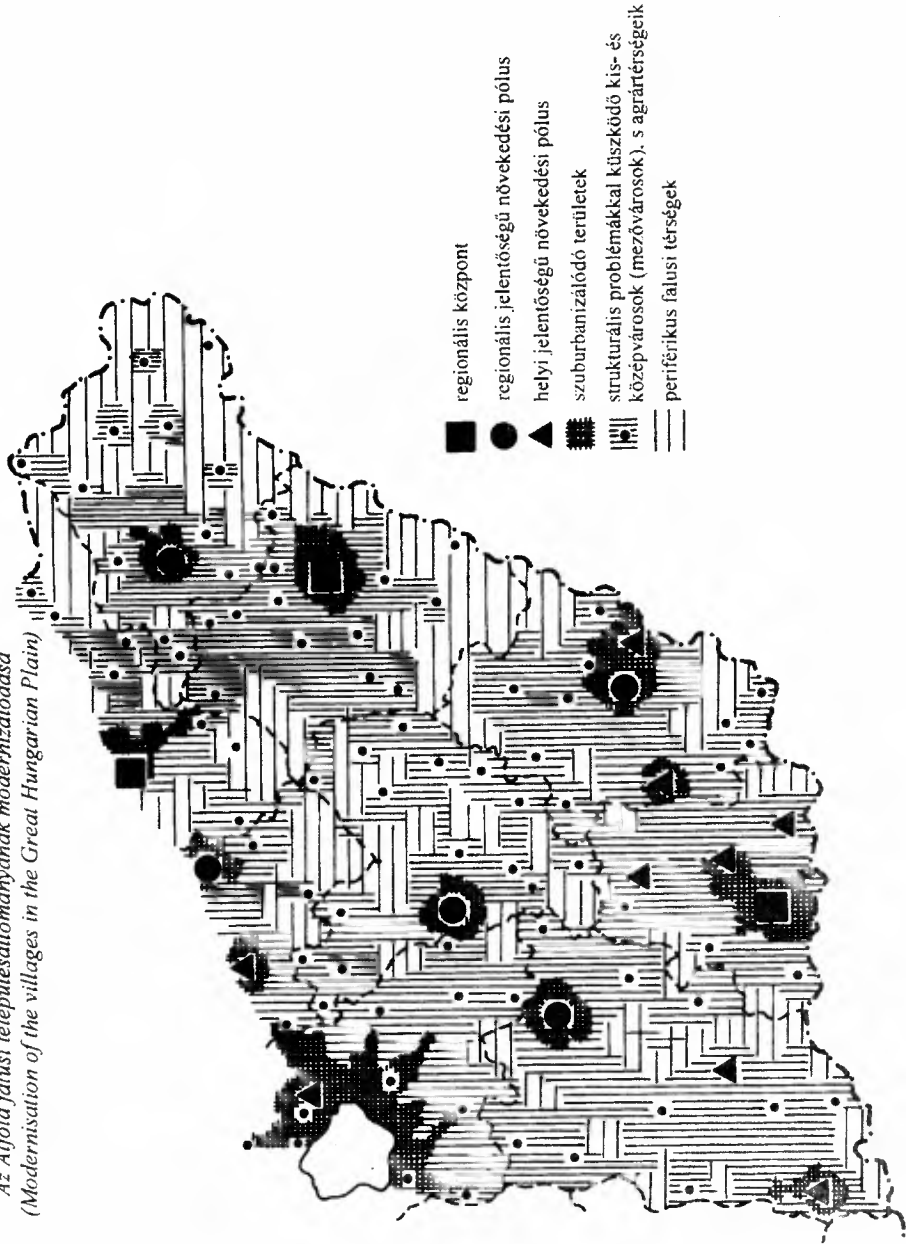 Az Alföld falusi településállományának modernizálódása
(Modernisation of the villages in the Great Hungarian Plain)
regionális központ
regionális jelentőségű növekedési pólus
helyi jelentőségű növekedési pólus
szuburbanizálódó területek
strukturális problémákkal küszködő kis- és
középvárosok (mezővárosok), s agrártérségeik
periférikus falusi térségek